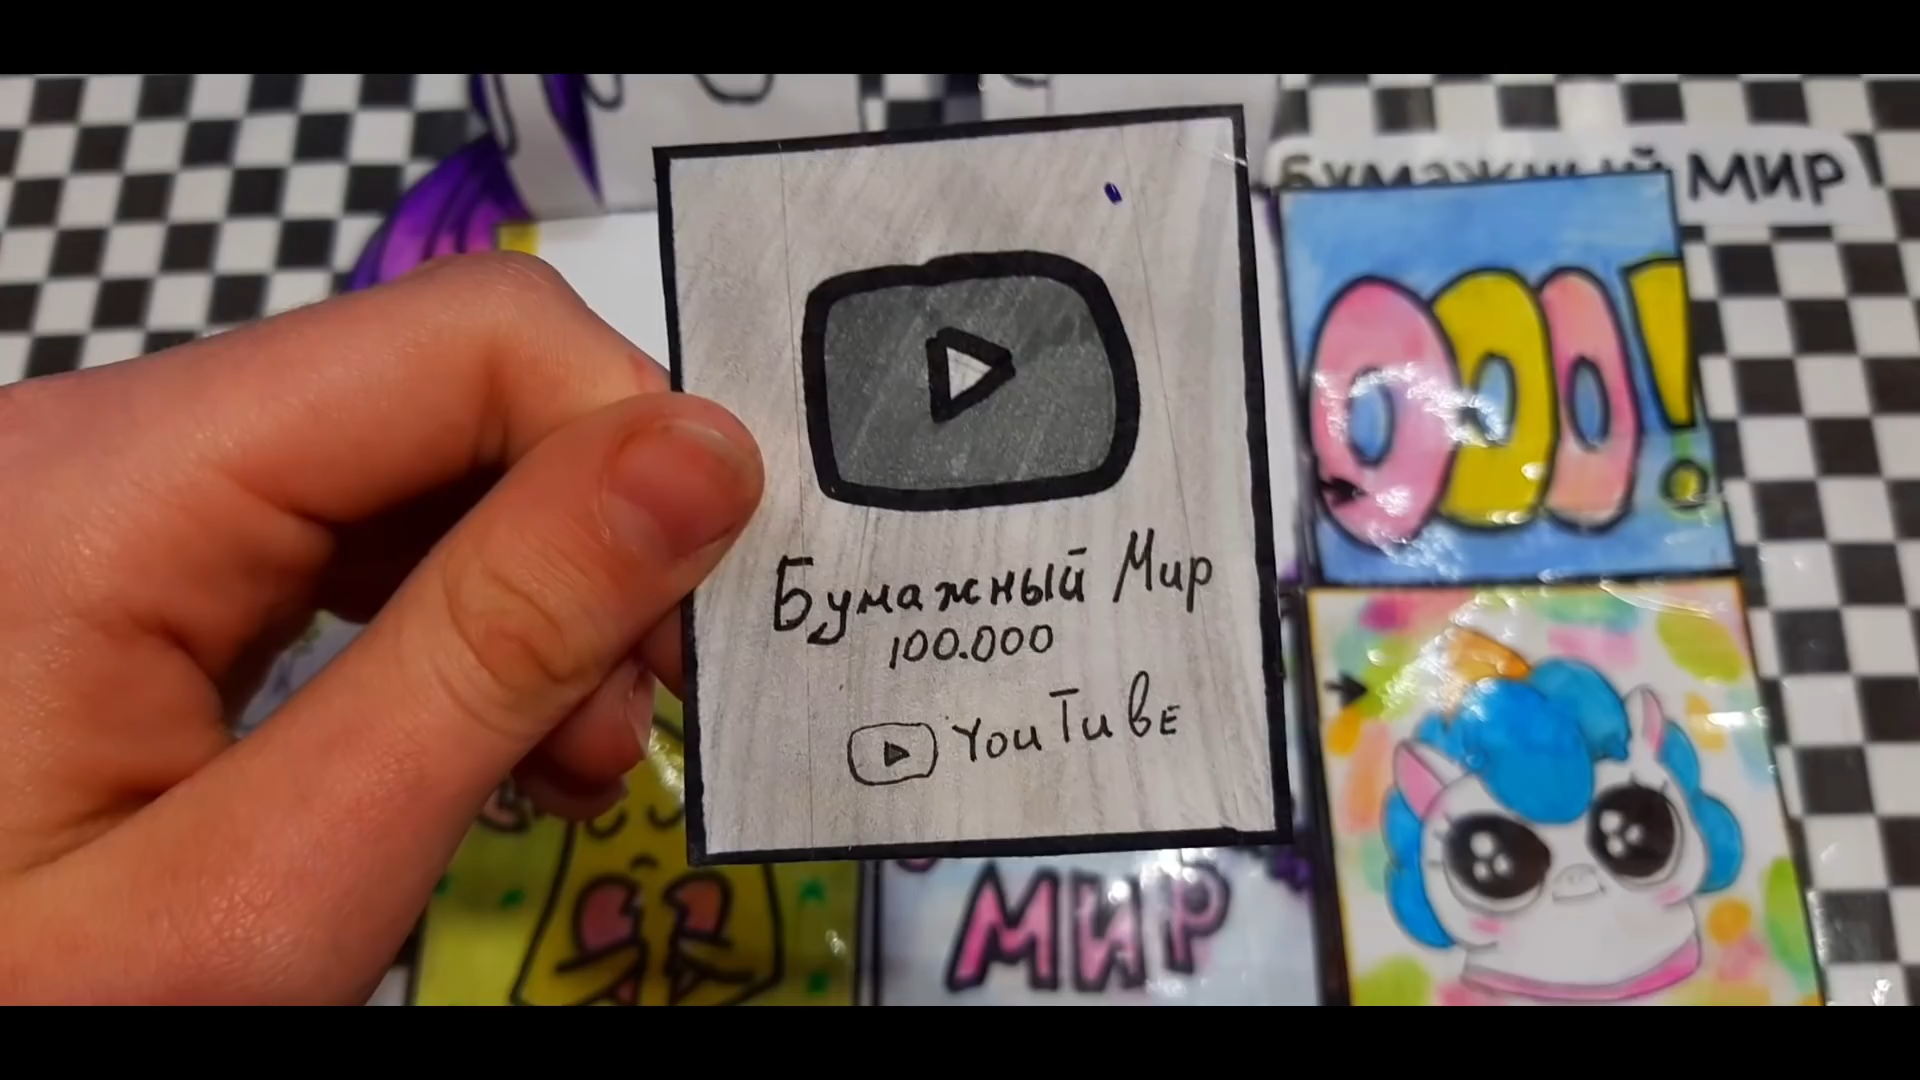 Бумажный МИР
Бумажный Мир
100.000
YouTuBE
ООО!
МИР